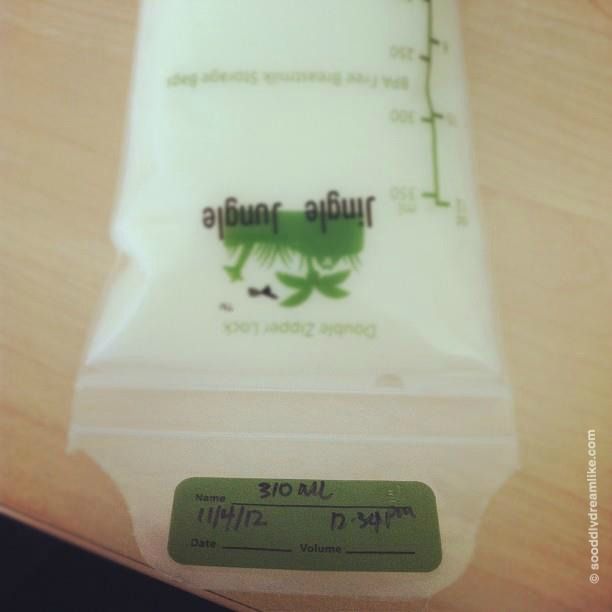 250
BPA Free Breastmilk Storage Bags
300
350
ml
Jingle Jungle
TM
Double Zipper Lock
Name 310 ML
11/4/12 12.34pm
Date Volume
© sooddlydreamlike.com